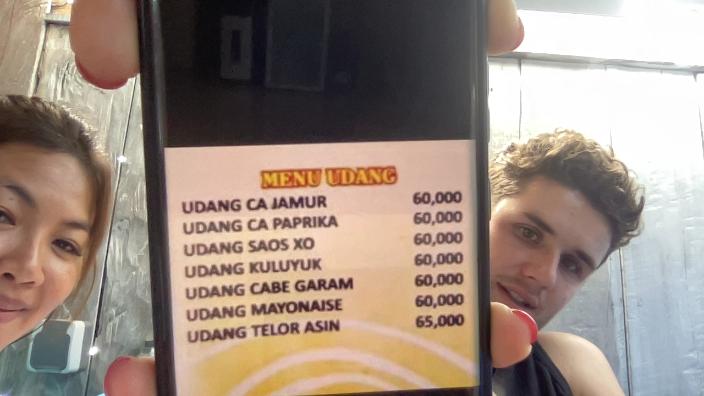 MENU UDANG
UDANG CA JAMUR 60,000
UDANG CA PAPRIKA 60,000
UDANG SAOS XO 60,000
UDANG KULUYUK 60,000
UDANG CABE GARAM 60,000
UDANG MAYONAISE 60,000
UDANG TELOR ASIN 65,000